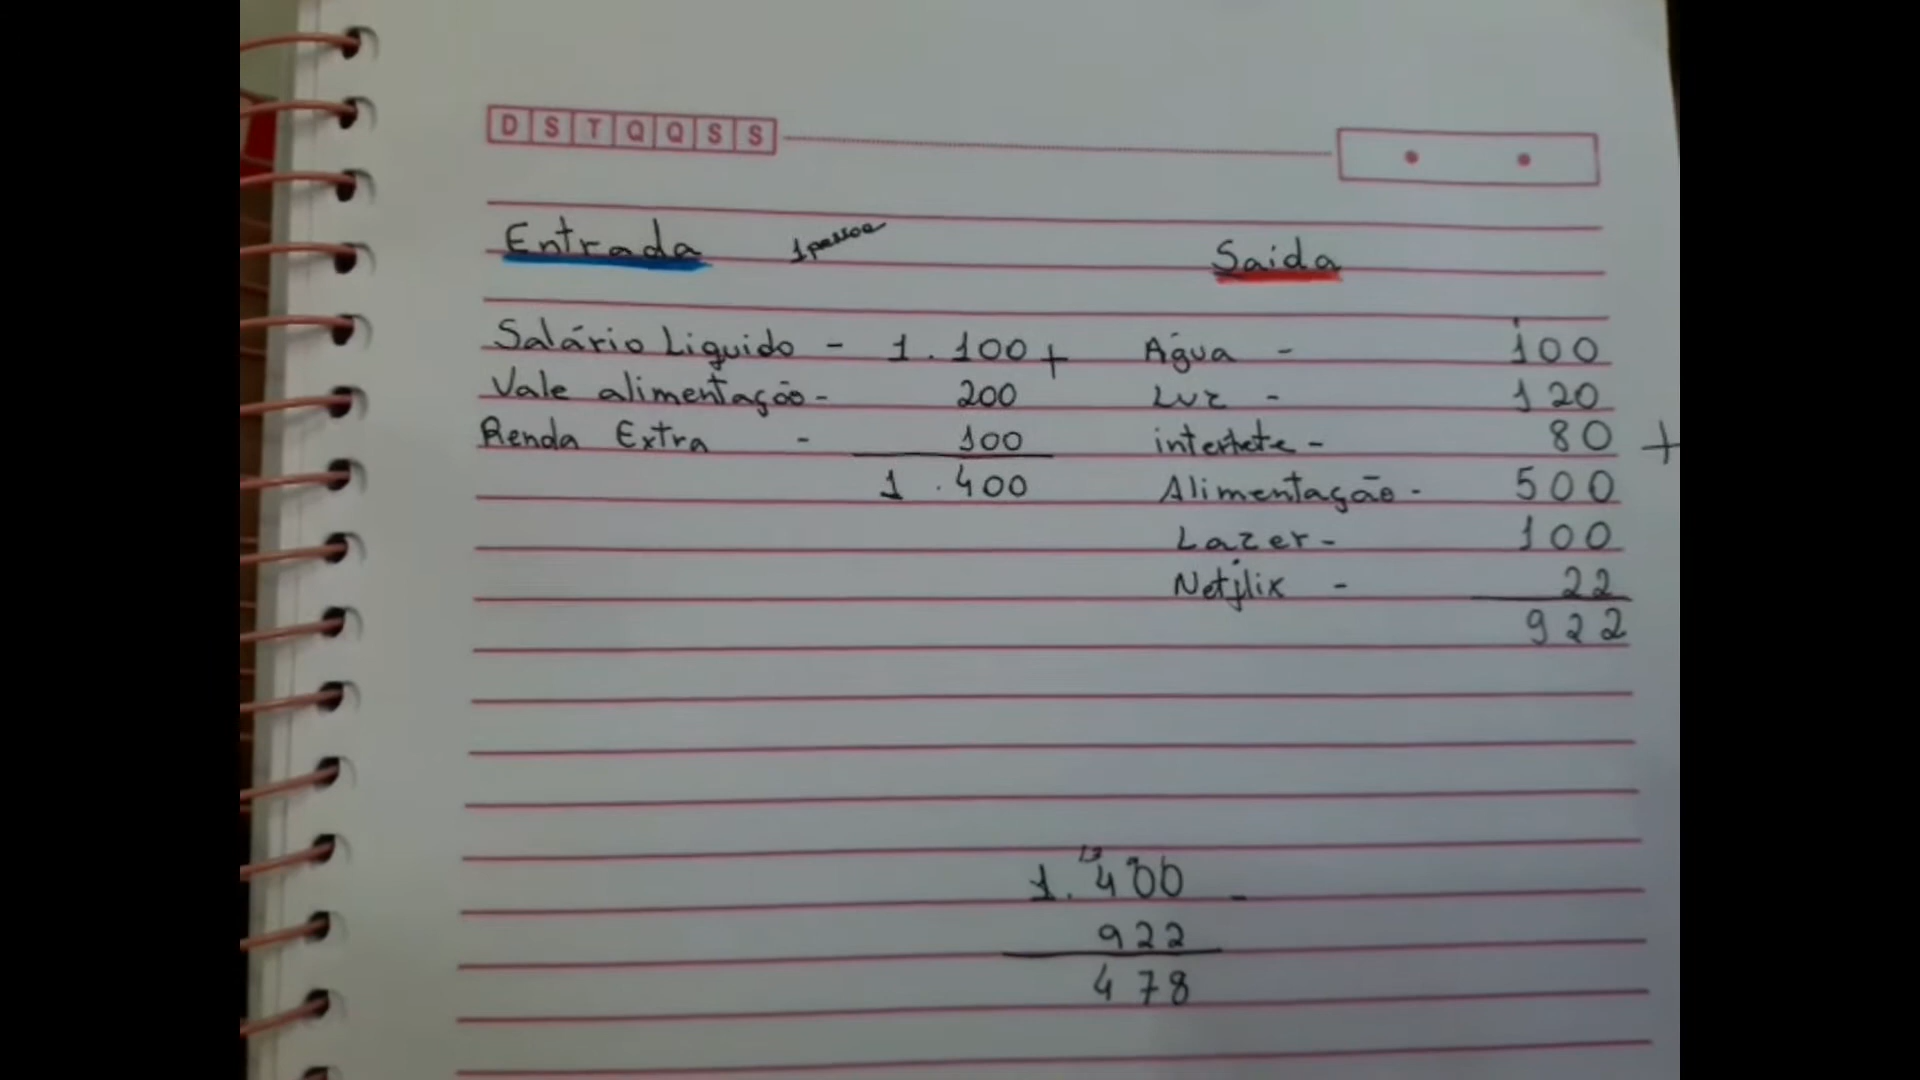 D S T Q Q S S
Entrada 1 pessoa Saida
Salário Liquido - 1.100 + Água - 100
Vale alimentação - 200 Luz - 120
Renda Extra - 100 - 80 +
1.400 Alimentação - 500
Lazer - 100
Netflix - 22
922
1.400 -
922
478